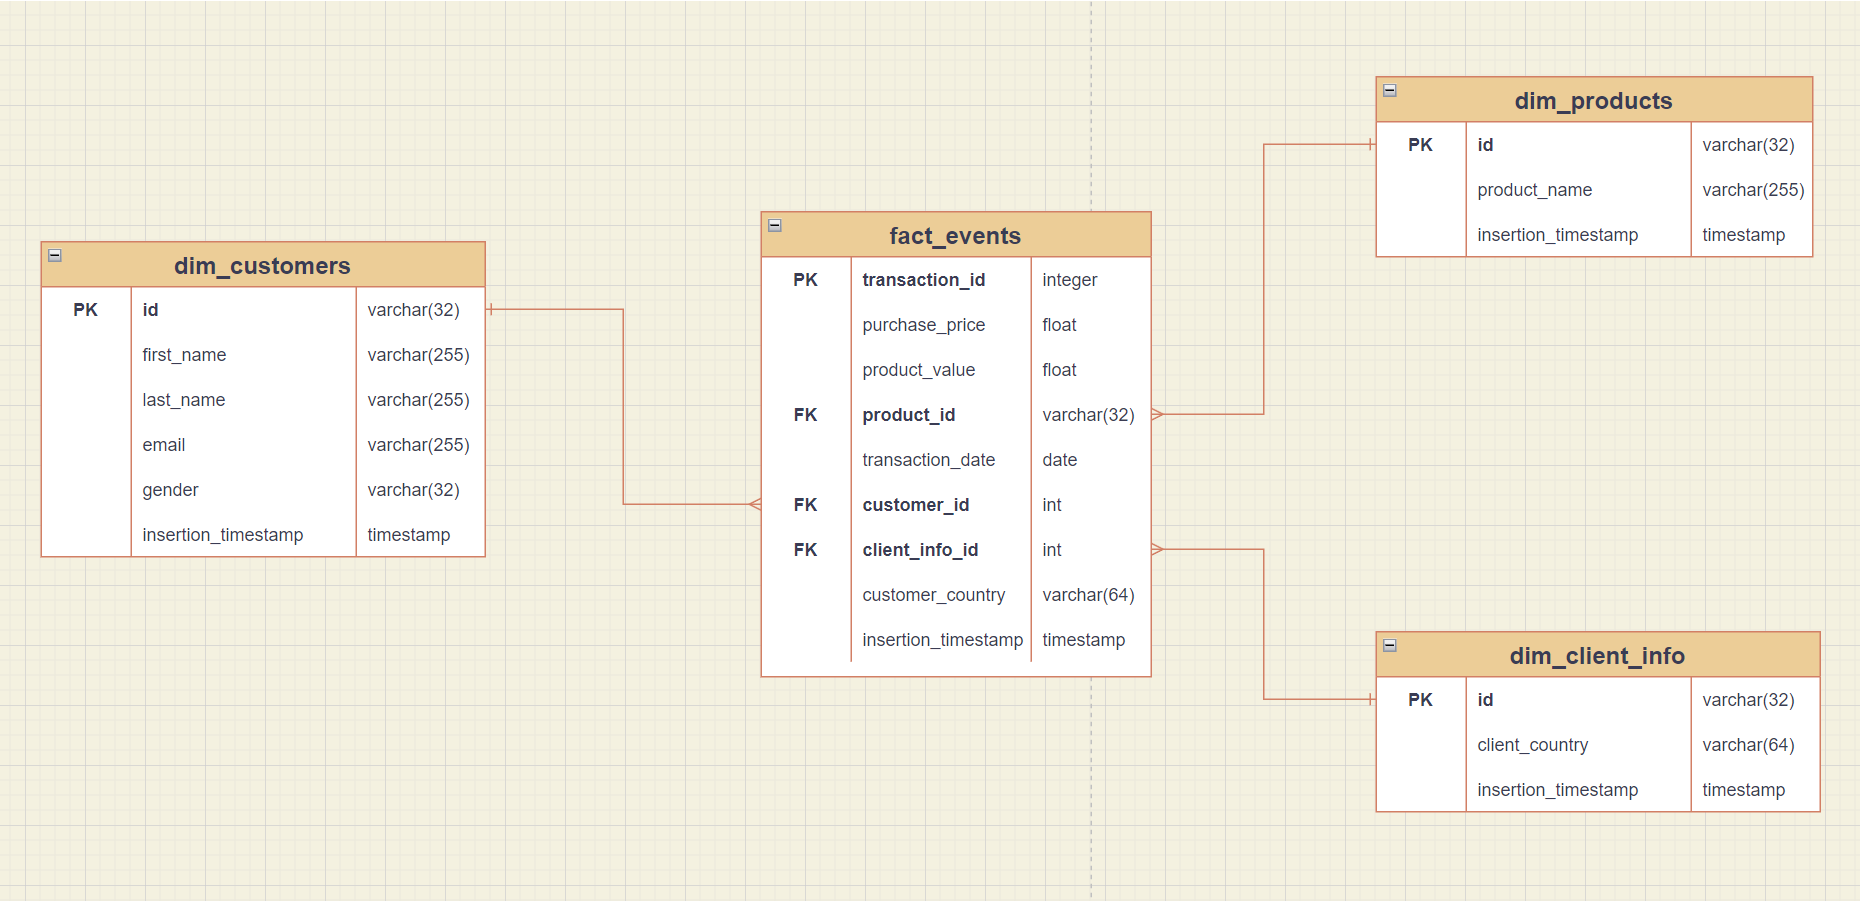 dim_customers
PK id varchar(32)
first_name varchar(255)
last_name varchar(255)
email varchar(255)
gender varchar(32)
insertion_timestamp timestamp
fact_events
PK transaction_id integer
purchase_price float
product_value float
FK product_id varchar(32)
transaction_date date
FK customer_id int
FK client_info_id int
customer_country varchar(64)
insertion_timestamp timestamp
dim_products
PK id varchar(32)
product_name varchar(255)
insertion_timestamp timestamp
dim_client_info
PK id varchar(32)
client_country varchar(64)
insertion_timestamp timestamp